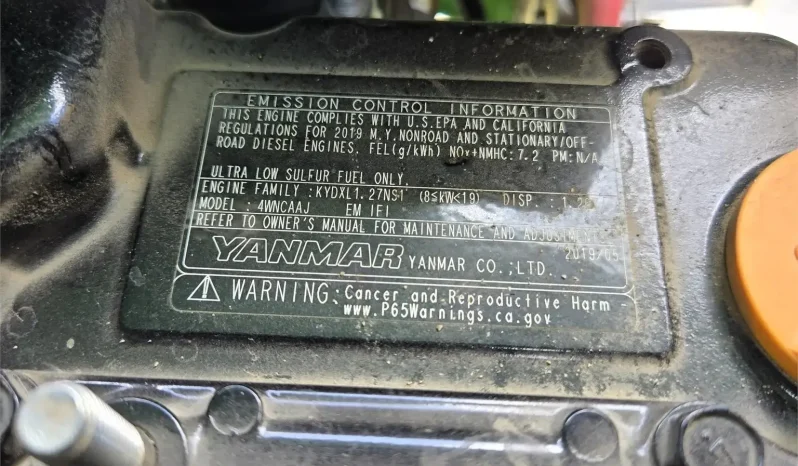 EMISSION CONTROL INFORMATION
THIS ENGINE COMPLIES WITH U.S.EPA AND CALIFORNIA
REGULATIONS FOR 2019 M.Y.NONROAD AND STATIONARY/OFF-
ROAD DIESEL ENGINES. FEL(g/kWh) NOx+NMHC:7.2 PM:N/A
ULTRA LOW SULFUR FUEL ONLY.
ENGINE FAMILY :KYDXL1.27NS1 (8≤kW<19) DISP. :
MODEL : 4WNCAAJ EM IFI
REFER TO OWNER'S MANUAL FOR MAINTENANCE AND
2019/05
YANMAR YANMAR CO.,LTD.
⚠ WARNING: Cancer and Reproductive Harm
www.P65Warnings.ca.gov